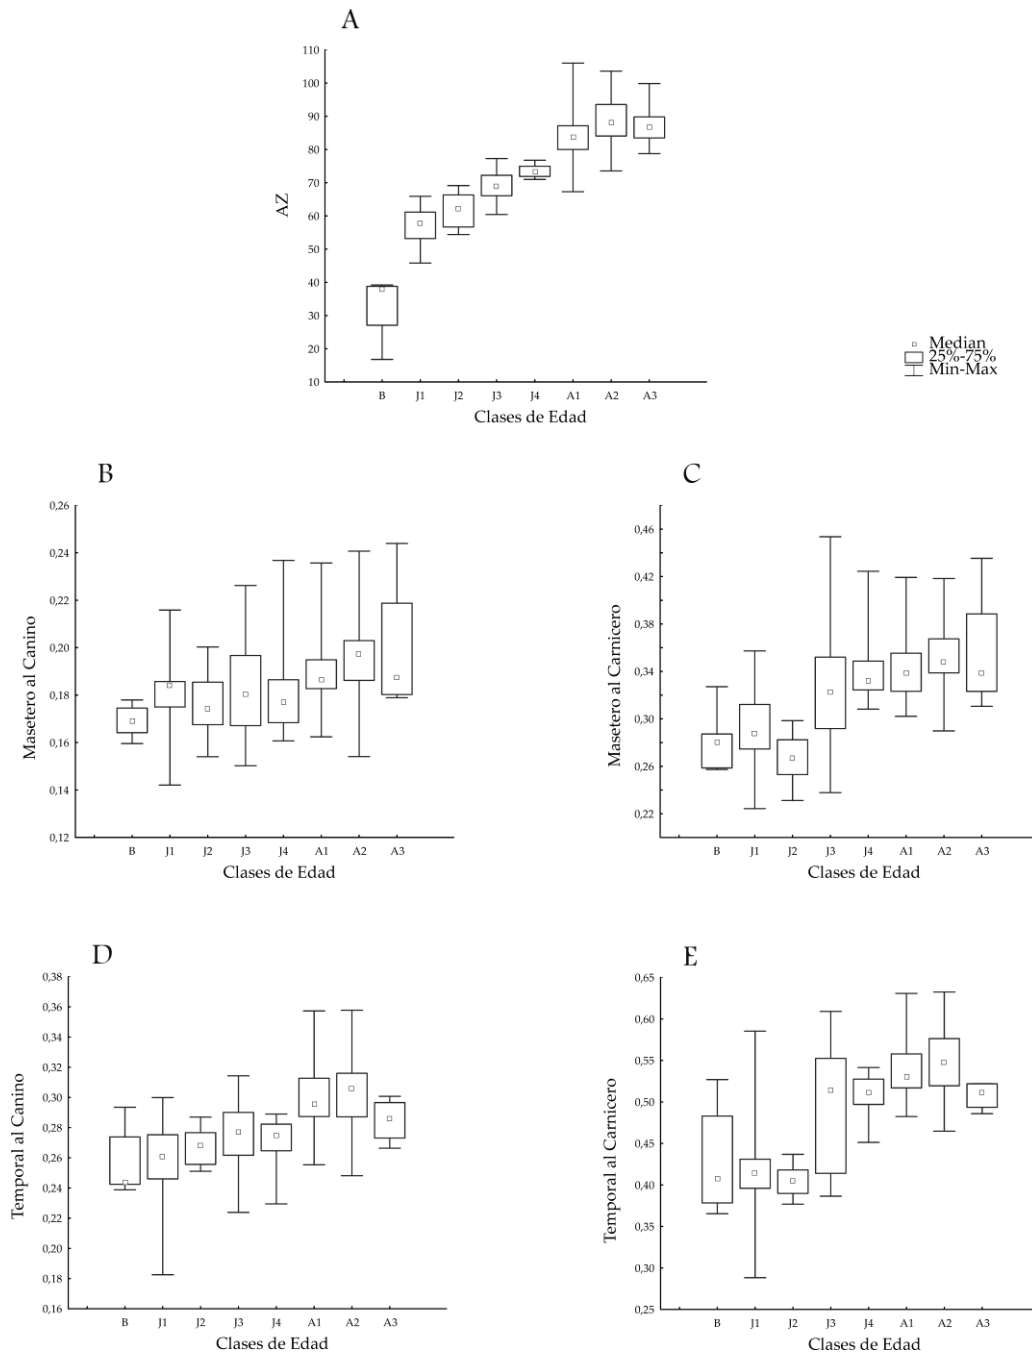 A
110
100
90
80
70
60
50
40
30
20
10
AZ
B J1 J2 J3 J4 A1 A2 A3
Clases de Edad
Median
25%-75%
Min-Max
B
0,26
0,24
0,22
0,20
0,18
0,16
0,14
0,12
Masetero al Canino
B J1 J2 J3 J4 A1 A2 A3
Clases de Edad
C
0,46
0,42
0,38
0,34
0,30
0,26
0,22
Masetero al Carnicero
B J1 J2 J3 J4 A1 A2 A3
Clases de Edad
D
0,38
0,36
0,34
0,32
0,30
0,28
0,26
0,24
0,22
0,20
0,18
0,16
Temporal al Canino
B J1 J2 J3 J4 A1 A2 A3
Clases de Edad
E
0,65
0,60
0,55
0,50
0,45
0,40
0,35
0,30
0,25
Temporal al Carnicero
B J1 J2 J3 J4 A1 A2 A3
Clases de Edad